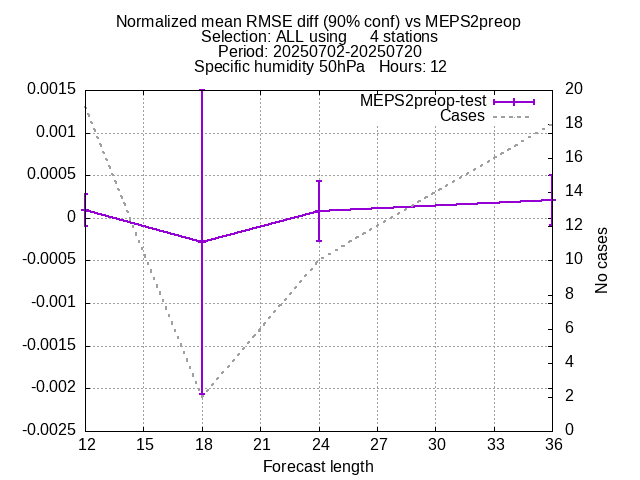 Normalized mean RMSE diff (90% conf) vs MEPS2preop
Selection: ALL using     4 stations
Period: 20250702-20250720
Specific humidity 50hPa   Hours: 12
MEPS2preop-test
Cases
0.0015
0.001
0.0005
0
-0.0005
-0.001
-0.0015
-0.002
-0.0025
20
18
16
14
12
10
8
6
4
2
0
No cases
12 15 18 21 24 27 30 33 36
Forecast length